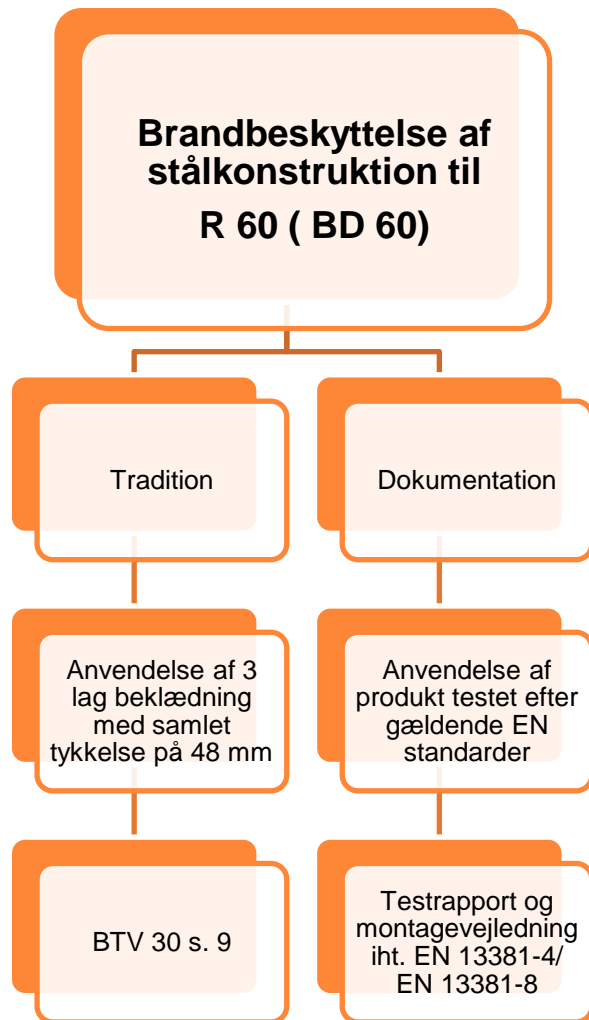 Brandbeskyttelse af
stålkonstruktion til
R 60 ( BD 60)
Tradition
Dokumentation
Anvendelse af 3
lag beklædning
med samlet
tykkelse på 48 mm
Anvendelse af
produkt testet efter
gældende EN
standarder
BTV 30 s. 9
Testrapport og
montagevejledning
iht. EN 13381-4/
EN 13381-8